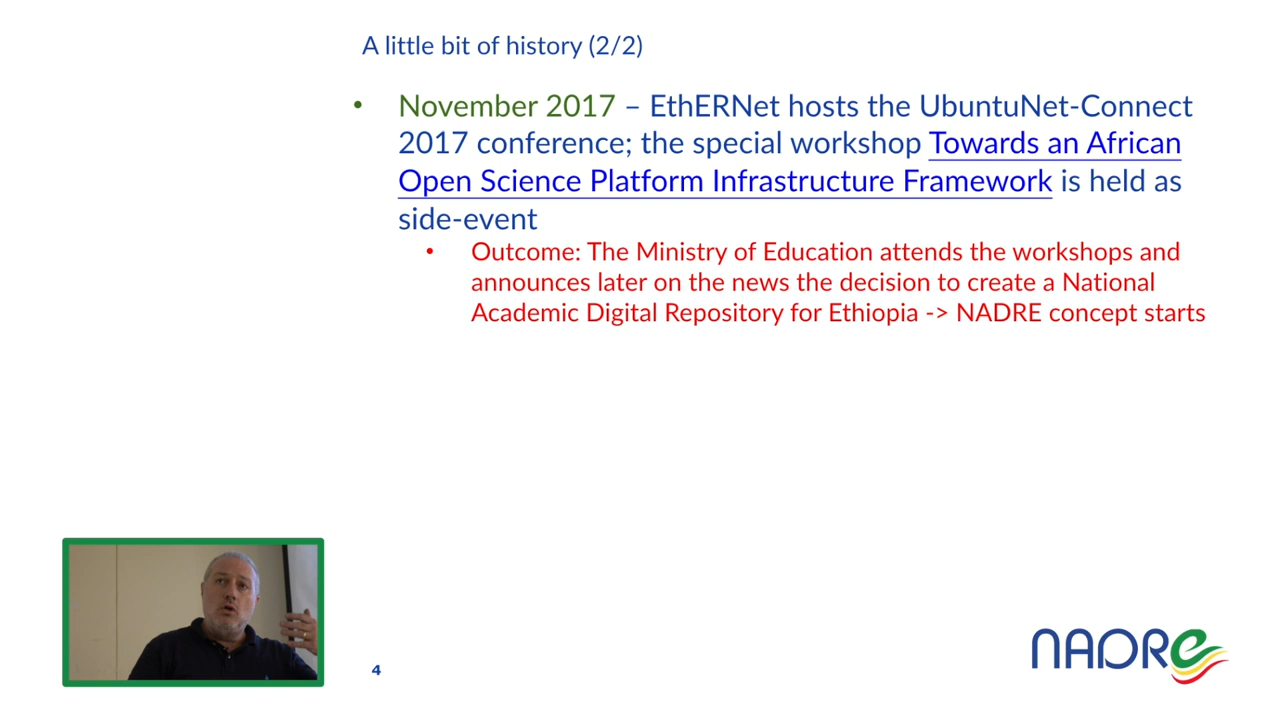 A little bit of history (2/2)
• November 2017 – EthERNet hosts the UbuntuNet-Connect
2017 conference; the special workshop Towards an African
Open Science Platform Infrastructure Framework is held as
side-event
• Outcome: The Ministry of Education attends the workshops and
announces later on the news the decision to create a National
Academic Digital Repository for Ethiopia -> NADRE concept starts
4
NADRe